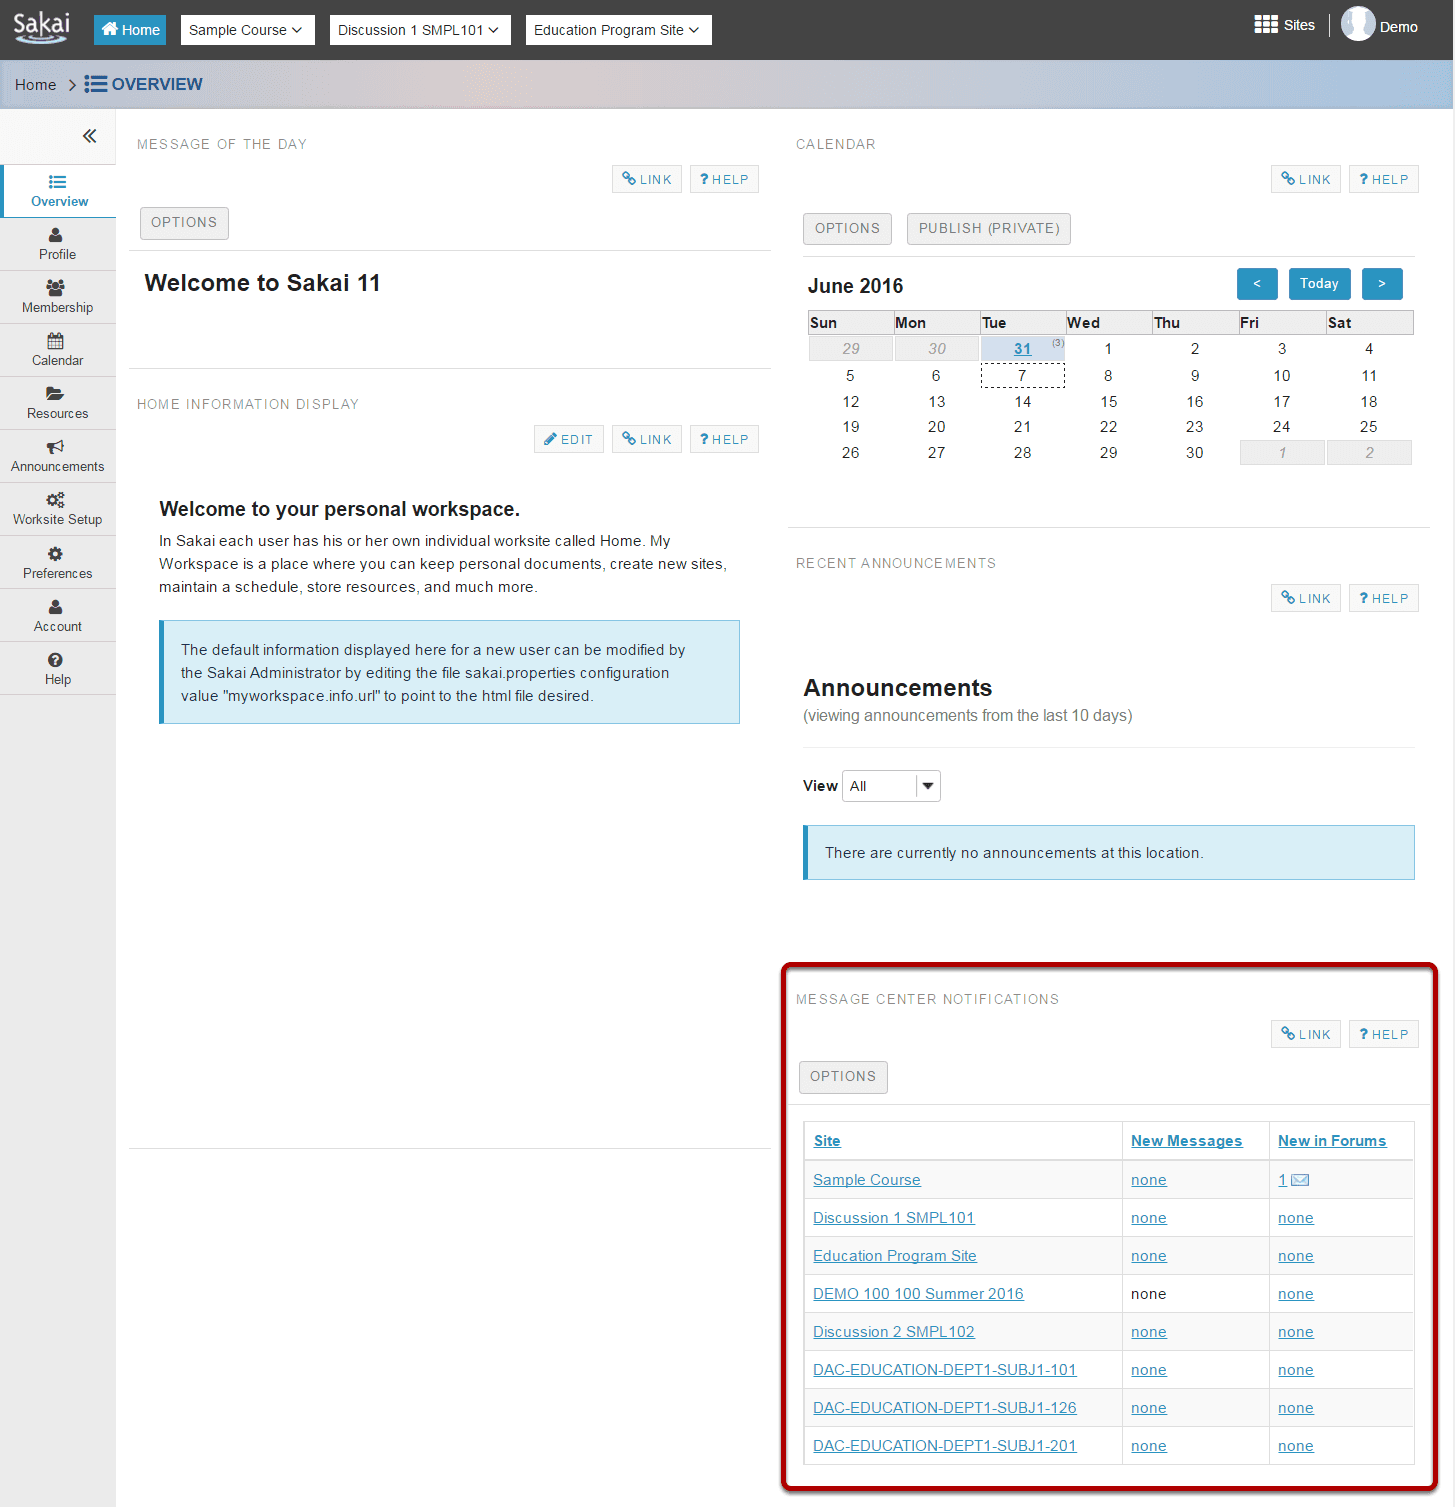 Sakai Home Sample Course Discussion 1 SMPL101 Education Program Site Sites Demo
Home OVERVIEW
Overview
Profile
Membership
Calendar
Resources
Announcements
Worksite Setup
Preferences
Account
Help
MESSAGE OF THE DAY
LINK ? HELP
OPTIONS
Welcome to Sakai 11
HOME INFORMATION DISPLAY
EDIT LINK ? HELP
Welcome to your personal workspace.
In Sakai each user has his or her own individual worksite called Home. My
Workspace is a place where you can keep personal documents, create new sites,
maintain a schedule, store resources, and much more.
The default information displayed here for a new user can be modified by
the Sakai Administrator by editing the file sakai.properties configuration
value "myworkspace.info.url" to point to the html file desired.
CALENDAR
LINK ? HELP
OPTIONS PUBLISH (PRIVATE)
June 2016 < Today >
Sun Mon Tue Wed Thu Fri Sat
29 30 31 (3) 1 2 3 4
5 6 7 8 9 10 11
12 13 14 15 16 17 18
19 20 21 22 23 24 25
26 27 28 29 30 1 2
RECENT ANNOUNCEMENTS
LINK ? HELP
Announcements
(viewing announcements from the last 10 days)
View All
There are currently no announcements at this location.
MESSAGE CENTER NOTIFICATIONS
LINK ? HELP
OPTIONS
Site New Messages New in Forums
Sample Course none 1
Discussion 1 SMPL101 none none
Education Program Site none none
DEMO 100 100 Summer 2016 none none
Discussion 2 SMPL102 none none
DAC-EDUCATION-DEPT1-SUBJ1-101 none none
DAC-EDUCATION-DEPT1-SUBJ1-126 none none
DAC-EDUCATION-DEPT1-SUBJ1-201 none none